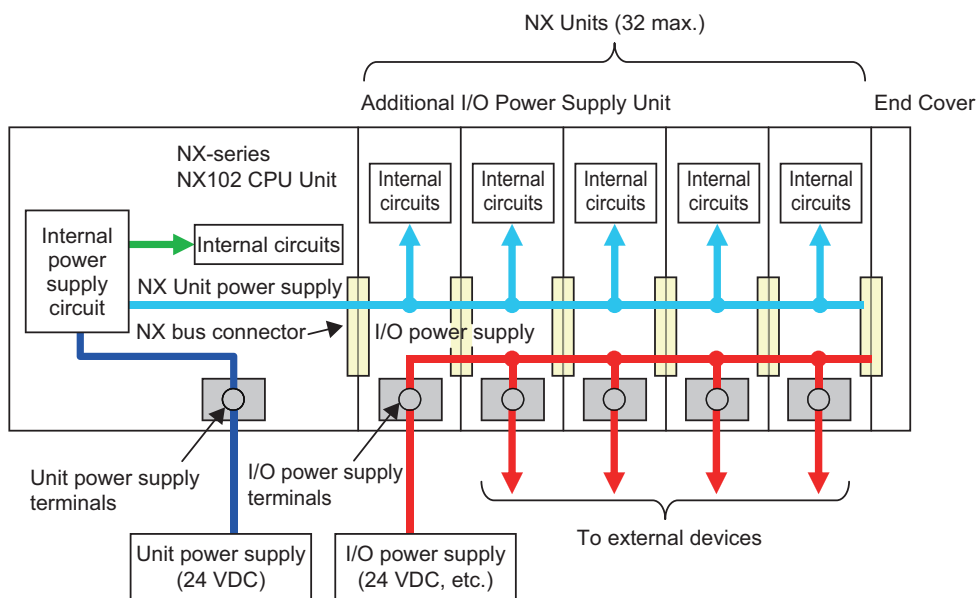 NX Units (32 max.)
Additional I/O Power Supply Unit
End Cover
NX-series
NX102 CPU Unit
Internal
circuits
Internal
circuits
Internal
circuits
Internal
circuits
Internal
circuits
Internal
power
supply
circuit
Internal circuits
NX Unit power supply
NX bus connector
I/O power supply
Unit power supply
terminals
I/O power supply
terminals
To external devices
Unit power supply
(24 VDC)
I/O power supply
(24 VDC, etc.)